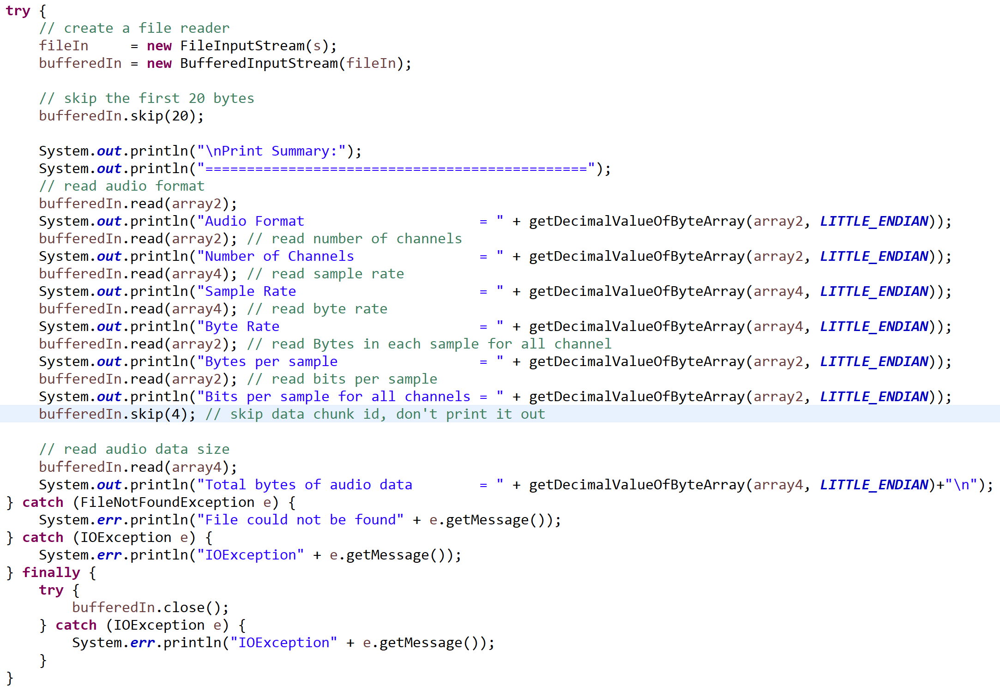 try {
    // create a file reader
    fileIn     = new FileInputStream(s);
    bufferedIn = new BufferedInputStream(fileIn);

    // skip the first 20 bytes
    bufferedIn.skip(20);

    System.out.println("\nPrint Summary:");
    System.out.println("==============================================");
    // read audio format
    bufferedIn.read(array2);
    System.out.println("Audio Format                     = " + getDecimalValueOfByteArray(array2, LITTLE_ENDIAN));
    bufferedIn.read(array2); // read number of channels
    System.out.println("Number of Channels               = " + getDecimalValueOfByteArray(array2, LITTLE_ENDIAN));
    bufferedIn.read(array4); // read sample rate
    System.out.println("Sample Rate                      = " + getDecimalValueOfByteArray(array4, LITTLE_ENDIAN));
    bufferedIn.read(array4); // read byte rate
    System.out.println("Byte Rate                        = " + getDecimalValueOfByteArray(array4, LITTLE_ENDIAN));
    bufferedIn.read(array2); // read Bytes in each sample for all channel
    System.out.println("Bytes per sample                 = " + getDecimalValueOfByteArray(array2, LITTLE_ENDIAN));
    bufferedIn.read(array2); // read bits per sample
    System.out.println("Bits per sample for all channels = " + getDecimalValueOfByteArray(array2, LITTLE_ENDIAN));
    bufferedIn.skip(4); // skip data chunk id, don't print it out

    // read audio data size
    bufferedIn.read(array4);
    System.out.println("Total bytes of audio data        = " + getDecimalValueOfByteArray(array4, LITTLE_ENDIAN)+"\n");
} catch (FileNotFoundException e) {
    System.err.println("File could not be found" + e.getMessage());
} catch (IOException e) {
    System.err.println("IOException" + e.getMessage());
} finally {
    try {
        bufferedIn.close();
    } catch (IOException e) {
        System.err.println("IOException" + e.getMessage());
    }
}